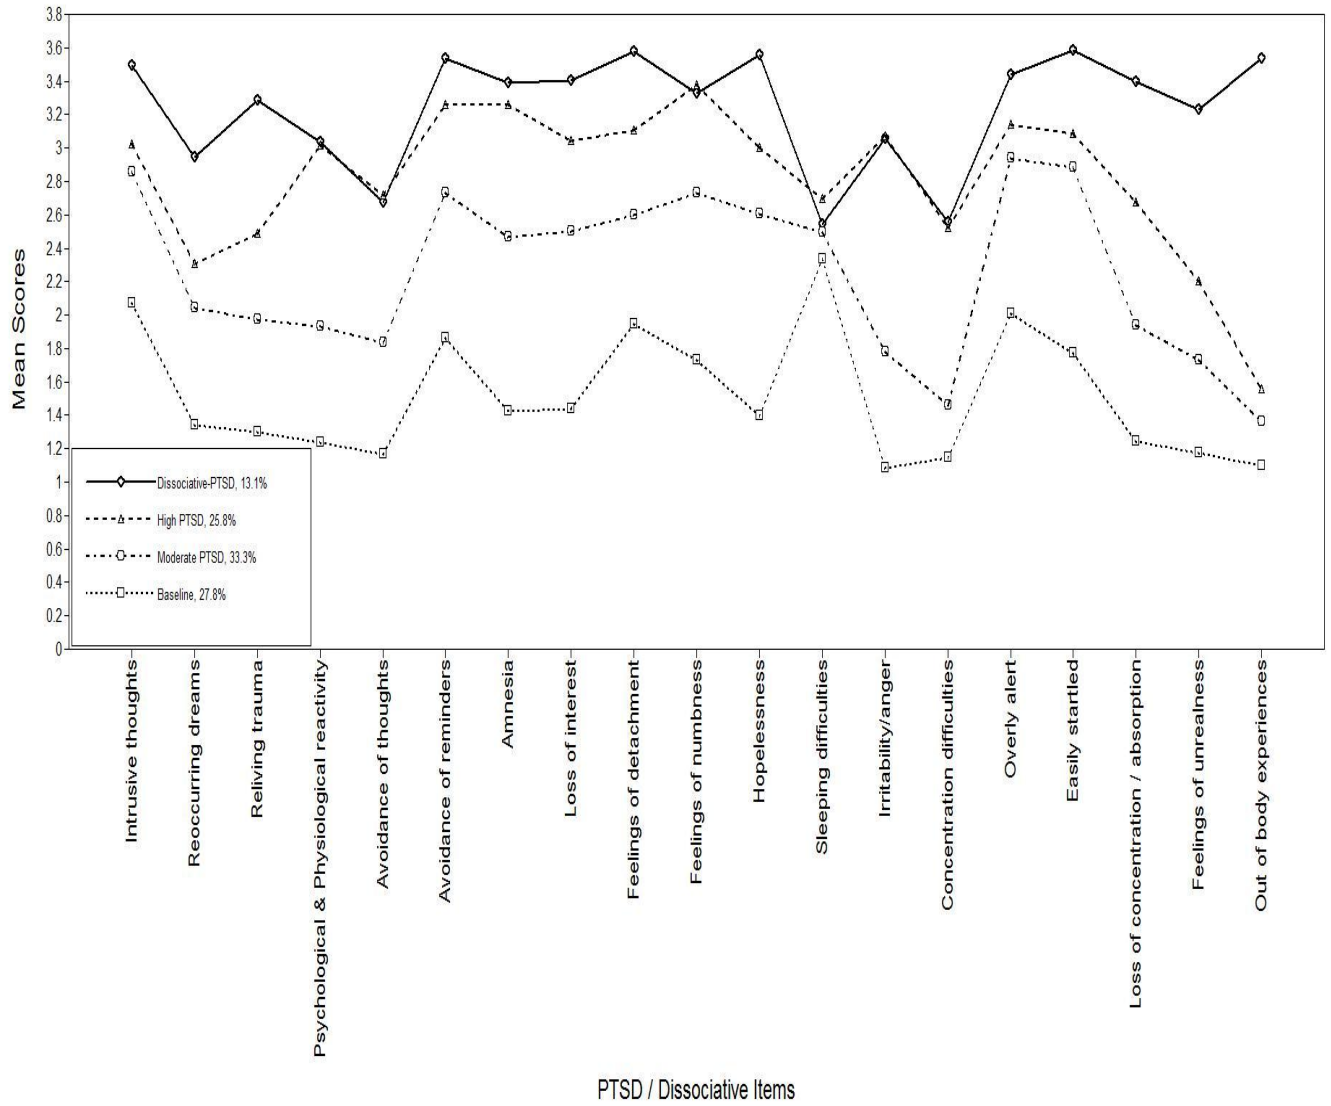 3.8
3.6
3.4
3.2
3
2.8
2.6
2.4
2.2
2
1.8
1.6
1.4
1.2
1
0.8
0.6
0.4
0.2
0
Mean Scores
Dissociative-PTSD, 13.1%
High PTSD, 25.8%
Moderate PTSD, 33.3%
Baseline, 27.8%
Intrusive thoughts
Reoccurring dreams
Reliving trauma
Psychological & Physiological reactivity
Avoidance of thoughts
Avoidance of reminders
Amnesia
Loss of interest
Feelings of detachment
Feelings of numbness
Hopelessness
Sleeping difficulties
Irritability/anger
Concentration difficulties
Overly alert
Easily startled
Loss of concentration / absorption
Feelings of unrealness
Out of body experiences
PTSD / Dissociative Items